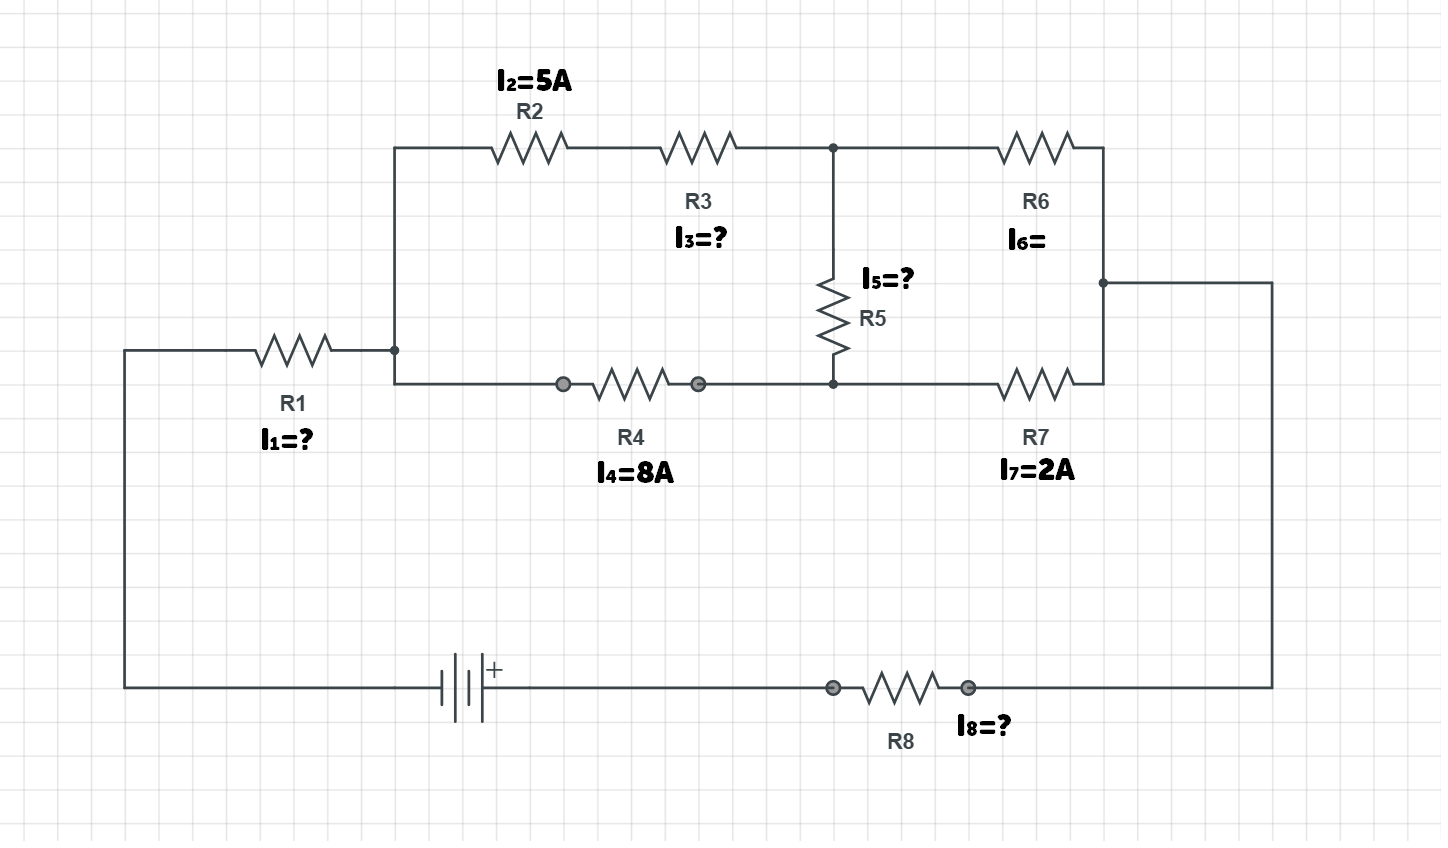 I₂=5A
R2
R3
I₃=?
R6
I₆=
I₅=?
R5
R1
I₁=?
R4
I₄=8A
R7
I₇=2A
+
R8
I₈=?